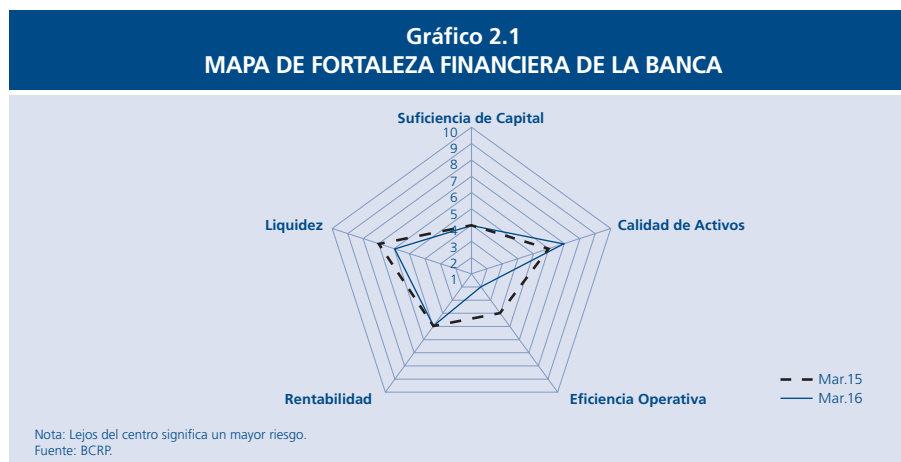 Gráfico 2.1
MAPA DE FORTALEZA FINANCIERA DE LA BANCA
Suficiencia de Capital
10
9
8
7
6
5
4
3
2
1
Liquidez
Calidad de Activos
Rentabilidad
Eficiencia Operativa
Mar.15
Mar.16
Nota: Lejos del centro significa un mayor riesgo.
Fuente: BCRP.